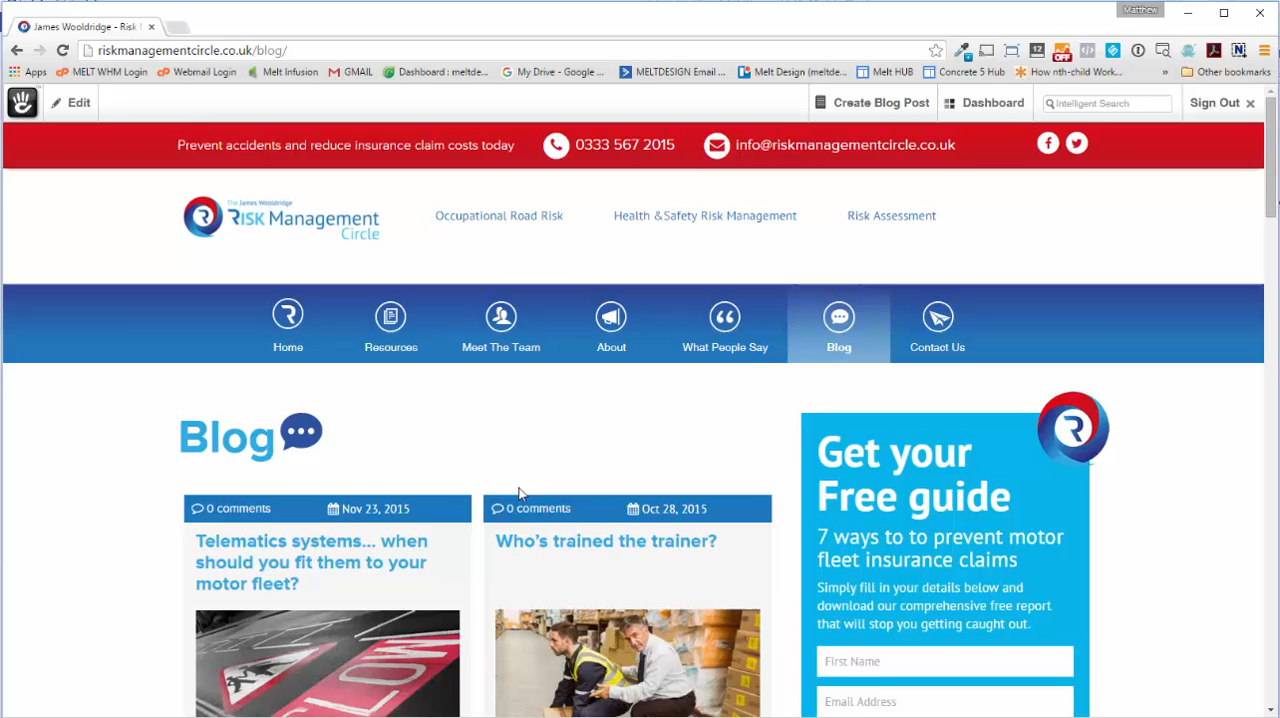 Matthew
James Wooldridge - Risk
riskmanagementcircle.co.uk/blog/
Apps MELT WHM Login Webmail Login Melt Infusion GMAIL Dashboard : meltde... My Drive - Google ... MELTDESIGN Email ... Melt Design (meltde... Melt HUB Concrete 5 Hub How nth-child Work... » Other bookmarks
12 OFF
Edit Create Blog Post Dashboard Intelligent Search Sign Out
Prevent accidents and reduce insurance claim costs today 0333 567 2015 info@riskmanagementcircle.co.uk
The James Wooldridge
RISK Management
Circle
Occupational Road Risk Health &Safety Risk Management Risk Assessment
Home Resources Meet The Team About What People Say Blog Contact Us
Blog
0 comments Nov 23, 2015
Telematics systems… when
should you fit them to your
motor fleet?
SLOW
0 comments Oct 28, 2015
Who's trained the trainer?
Get your
Free guide
7 ways to to prevent motor
fleet insurance claims
Simply fill in your details below and
download our comprehensive free report
that will stop you getting caught out.
First Name
Email Address